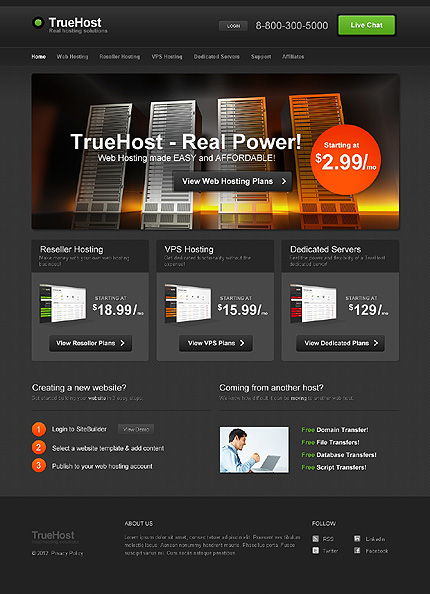 TrueHost
Real hosting solutions
LOGIN
8-800-300-5000
Live Chat
Home Web Hosting Reseller Hosting VPS Hosting Dedicated Servers Support Affiliates
TrueHost - Real Power!
Web Hosting made EASY and AFFORDABLE!
View Web Hosting Plans
Starting at
$2.99/mo
Reseller Hosting
Make money with your own web hosting
business!
STARTING AT
$18.99/mo
View Reseller Plans
VPS Hosting
Get dedicated functionality without the
expense!
STARTING AT
$15.99/mo
View VPS Plans
Dedicated Servers
Feel the power and flexibility of a TrueHost
dedicated server!
STARTING AT
$129/mo
View Dedicated Plans
Creating a new website?
Get started building your website in 3 easy steps:
1 Login to SiteBuilder View Demo
2 Select a website template & add content
3 Publish to your web hosting account
Coming from another host?
We know how difficult it can be moving to another web host.
Free Domain Transfer!
Free File Transfers!
Free Database Transfers!
Free Script Transfers!
TrueHost
Real hosting solutions
© 2012 Privacy Policy
ABOUT US
Lorem ipsum dolor sit amet, consec tetuer adipiscing elit. Praesent vestibulum
molestie lacus. Aenean nonummy hendrerit mauris. Phasellus porta. Fusce
suscipit varius mi. Cum sociis natoque penatibus
FOLLOW
RSS
Twitter
LinkedIn
Facebook